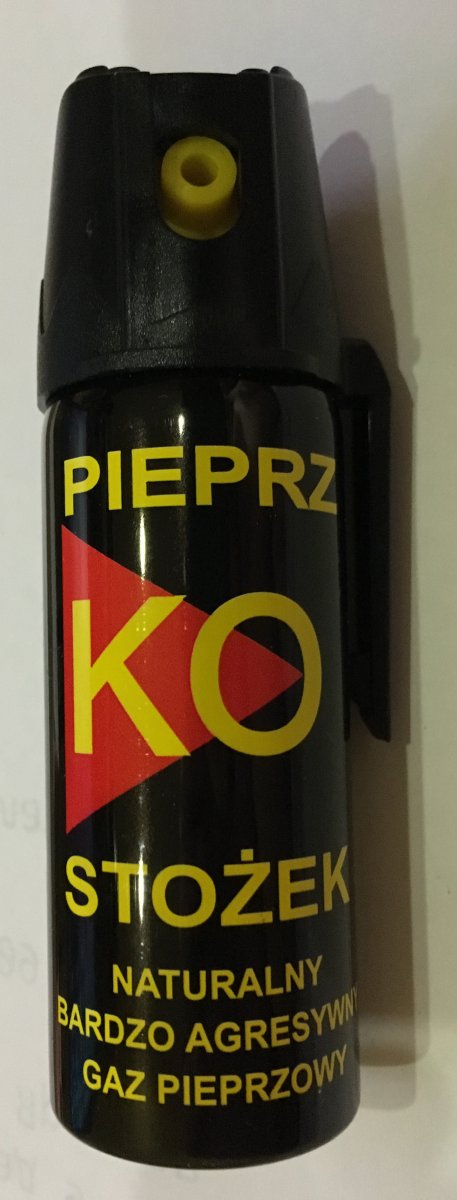 PIEPRZ
KO
STOŻEK
NATURALNY
BARDZO AGRESYWNY
GAZ PIEPRZOWY